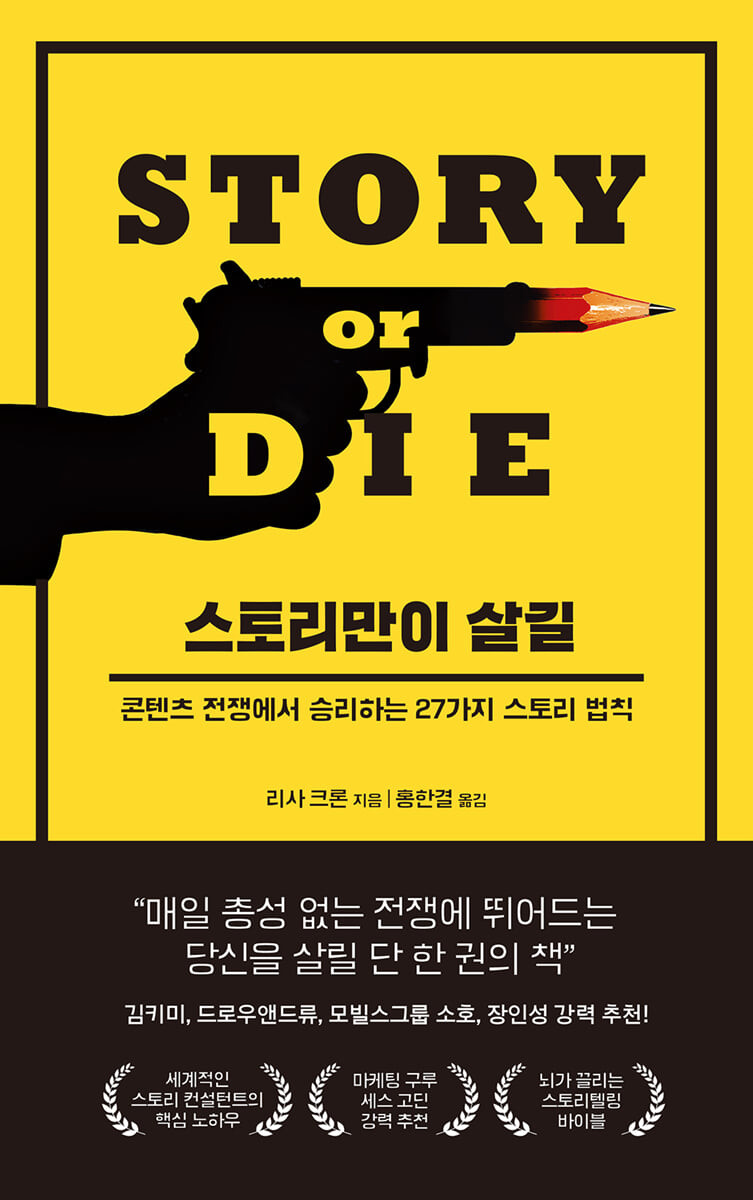 STORY
or
DIE
스토리만이 살킬
콘텐츠 전쟁에서 승리하는 27가지 스토리 법칙
리사 크론 지음 | 홍한결 옮김
“매일 총성 없는 전쟁에 뛰어드는
당신을 살릴 단 한 권의 책”
김키미, 드로우앤드류, 모빌스그룹 소호, 장인성 강력 추천!
세계적인
스토리 컨설턴트의
핵심 노하우
마케팅 구루
세스 고딘
강력 추천
뇌가 끌리는
스토리텔링
바이블